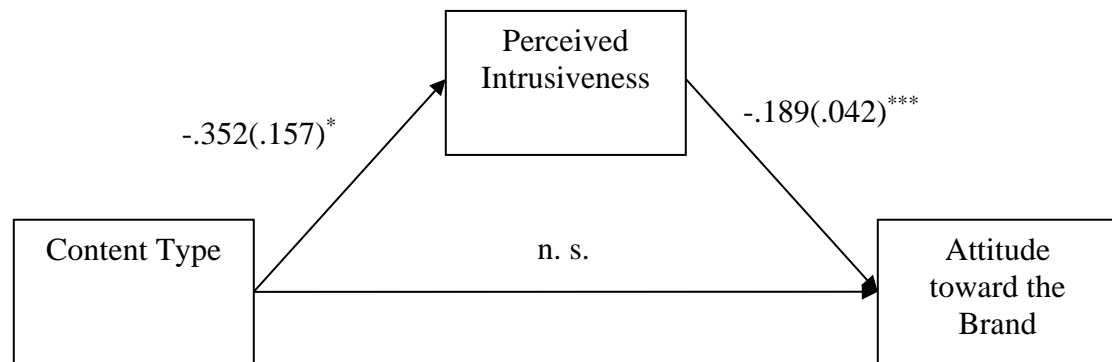 Perceived
Intrusiveness
-.352(.157)*
-.189(.042)***
Content Type
n. s.
Attitude
toward the
Brand